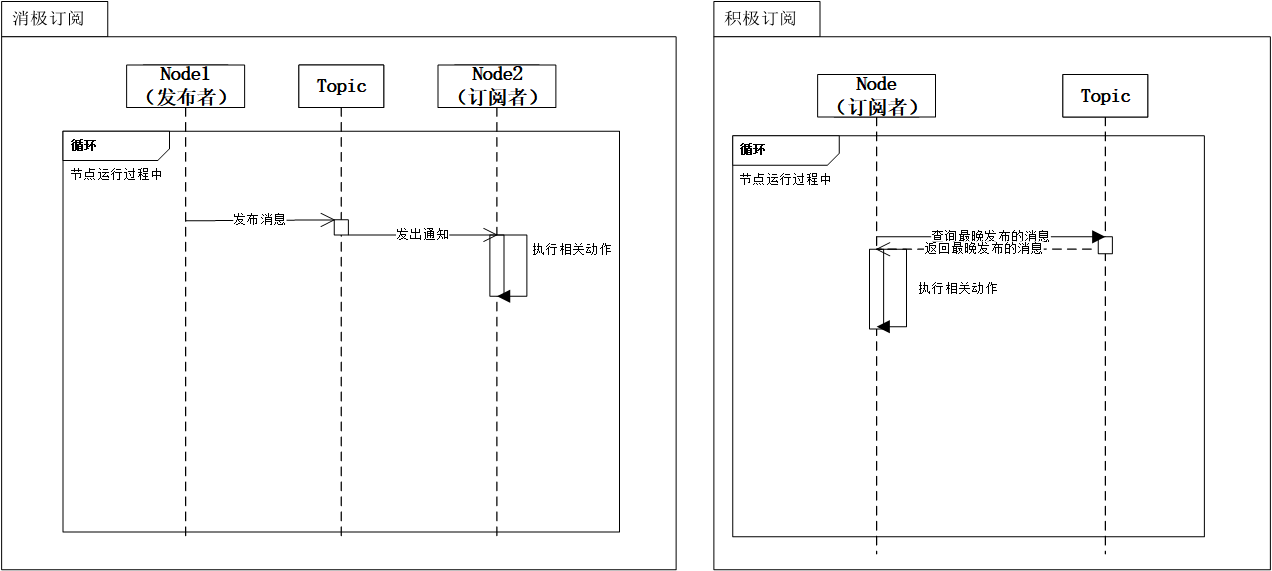 消极订阅
Node1
（发布者）
Topic
Node2
（订阅者）
循环
节点运行过程中
发布消息
发出通知
执行相关动作
积极订阅
Node
（订阅者）
Topic
循环
节点运行过程中
查询最晚发布的消息
返回最晚发布的消息
执行相关动作